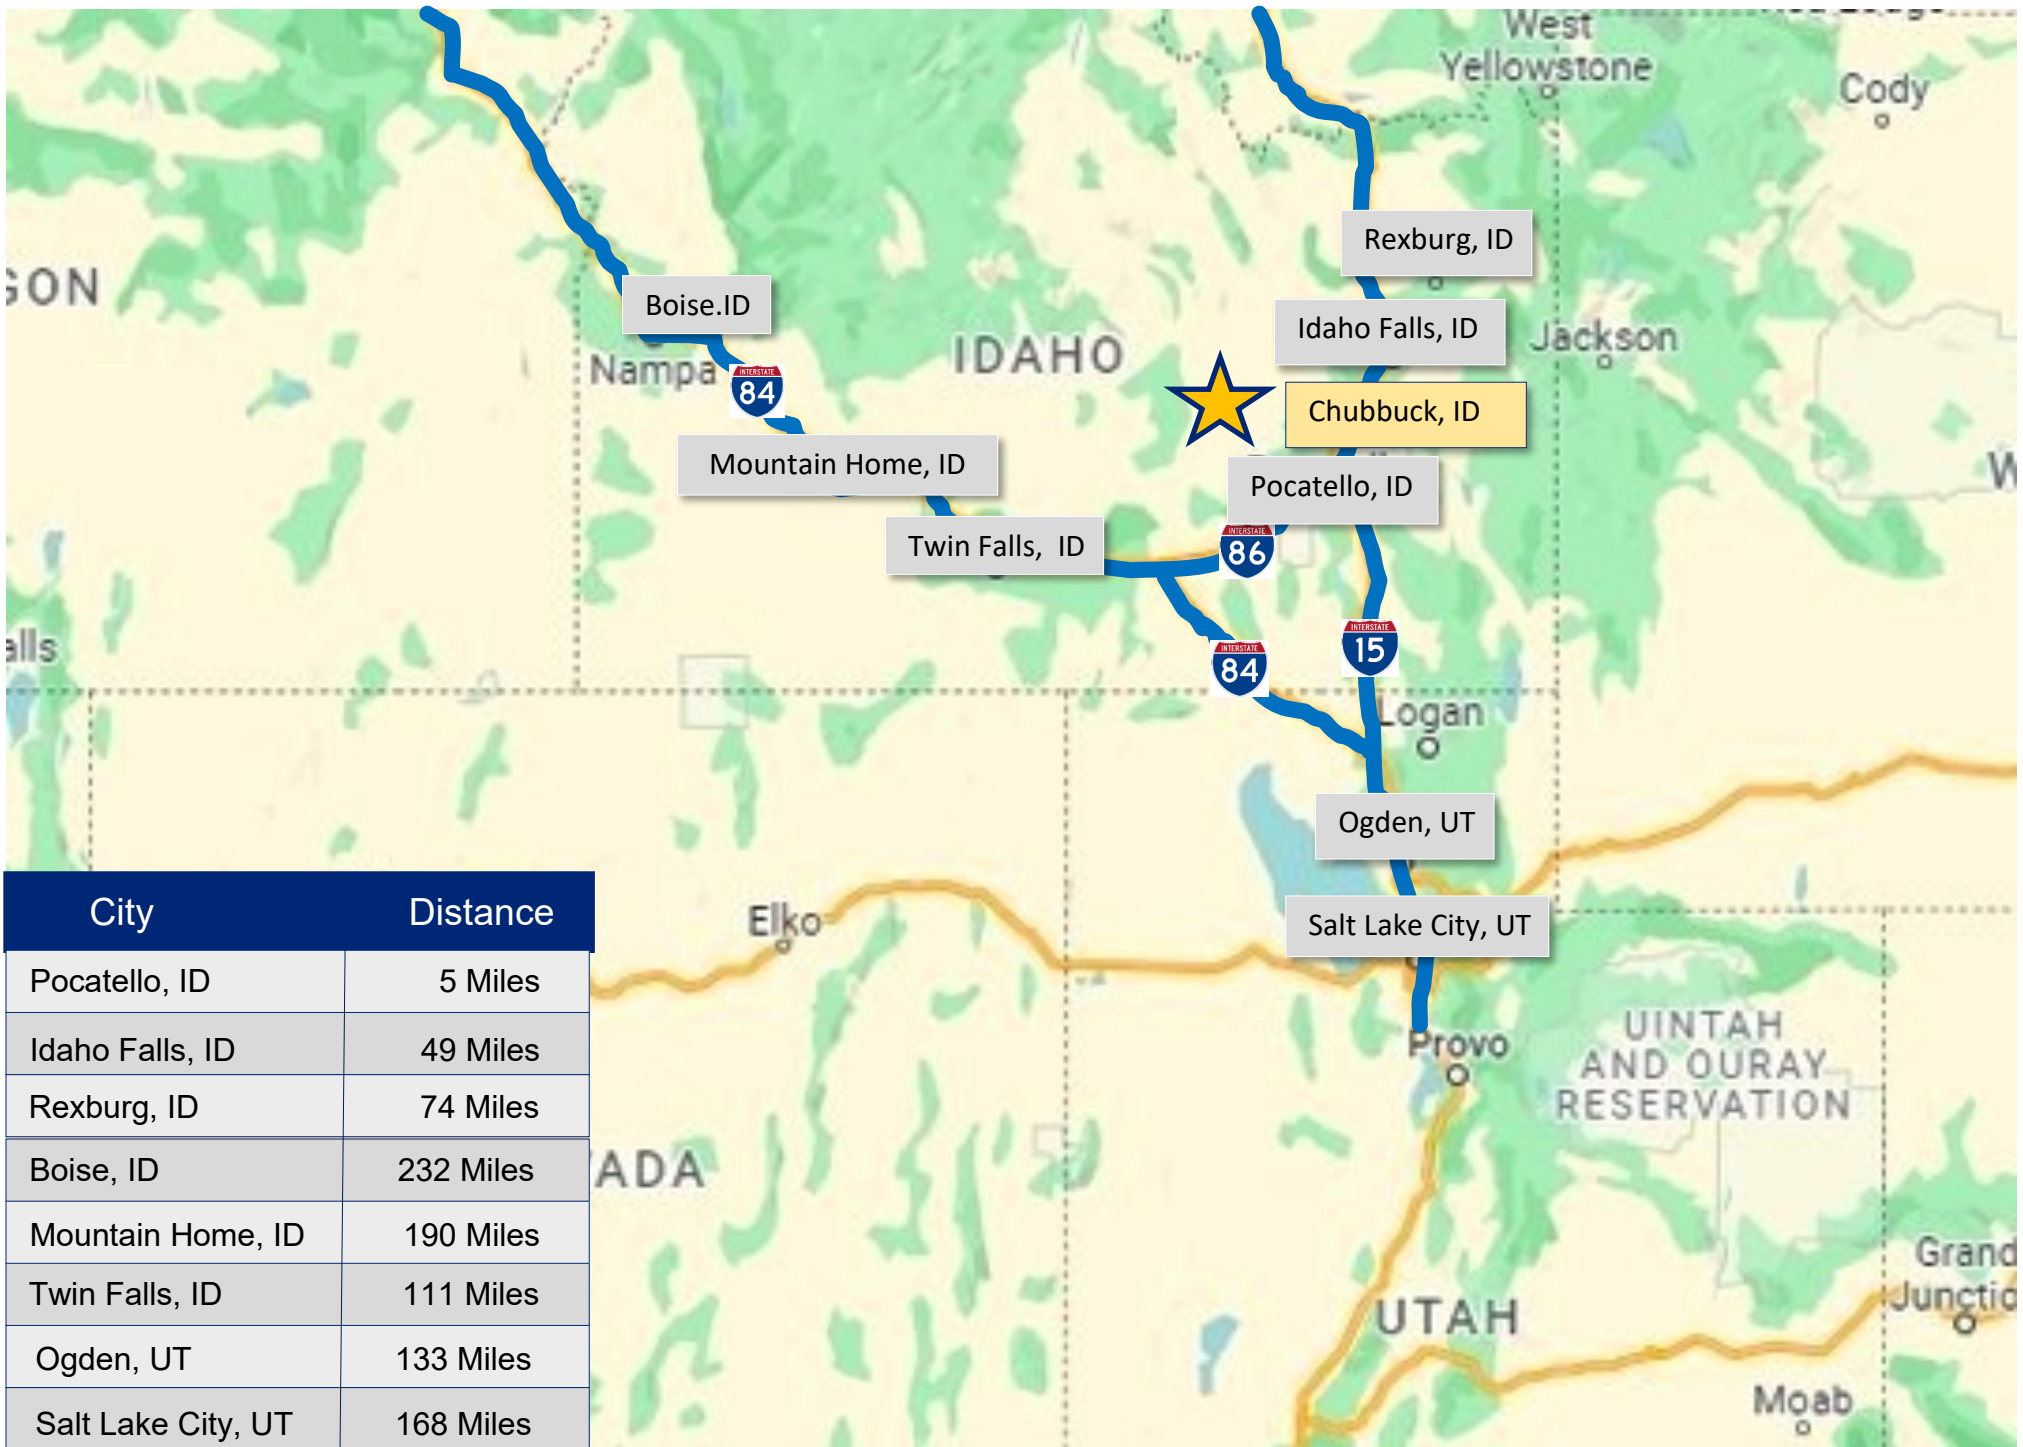 West
Yellowstone
Cody
Rexburg, ID
Boise.ID
Idaho Falls, ID
Jackson
IDAHO
Nampa
INTERSTATE
84
Chubbuck, ID
Mountain Home, ID
Pocatello, ID
Twin Falls,  ID
INTERSTATE
86
INTERSTATE
15
INTERSTATE
84
Logan
Ogden, UT
Elko
Salt Lake City, UT
Provo
UINTAH
AND OURAY
RESERVATION
UTAH
Grand
Moab
City Distance
Pocatello, ID 5 Miles
Idaho Falls, ID 49 Miles
Rexburg, ID 74 Miles
Boise, ID 232 Miles
Mountain Home, ID 190 Miles
Twin Falls, ID 111 Miles
Ogden, UT 133 Miles
Salt Lake City, UT 168 Miles